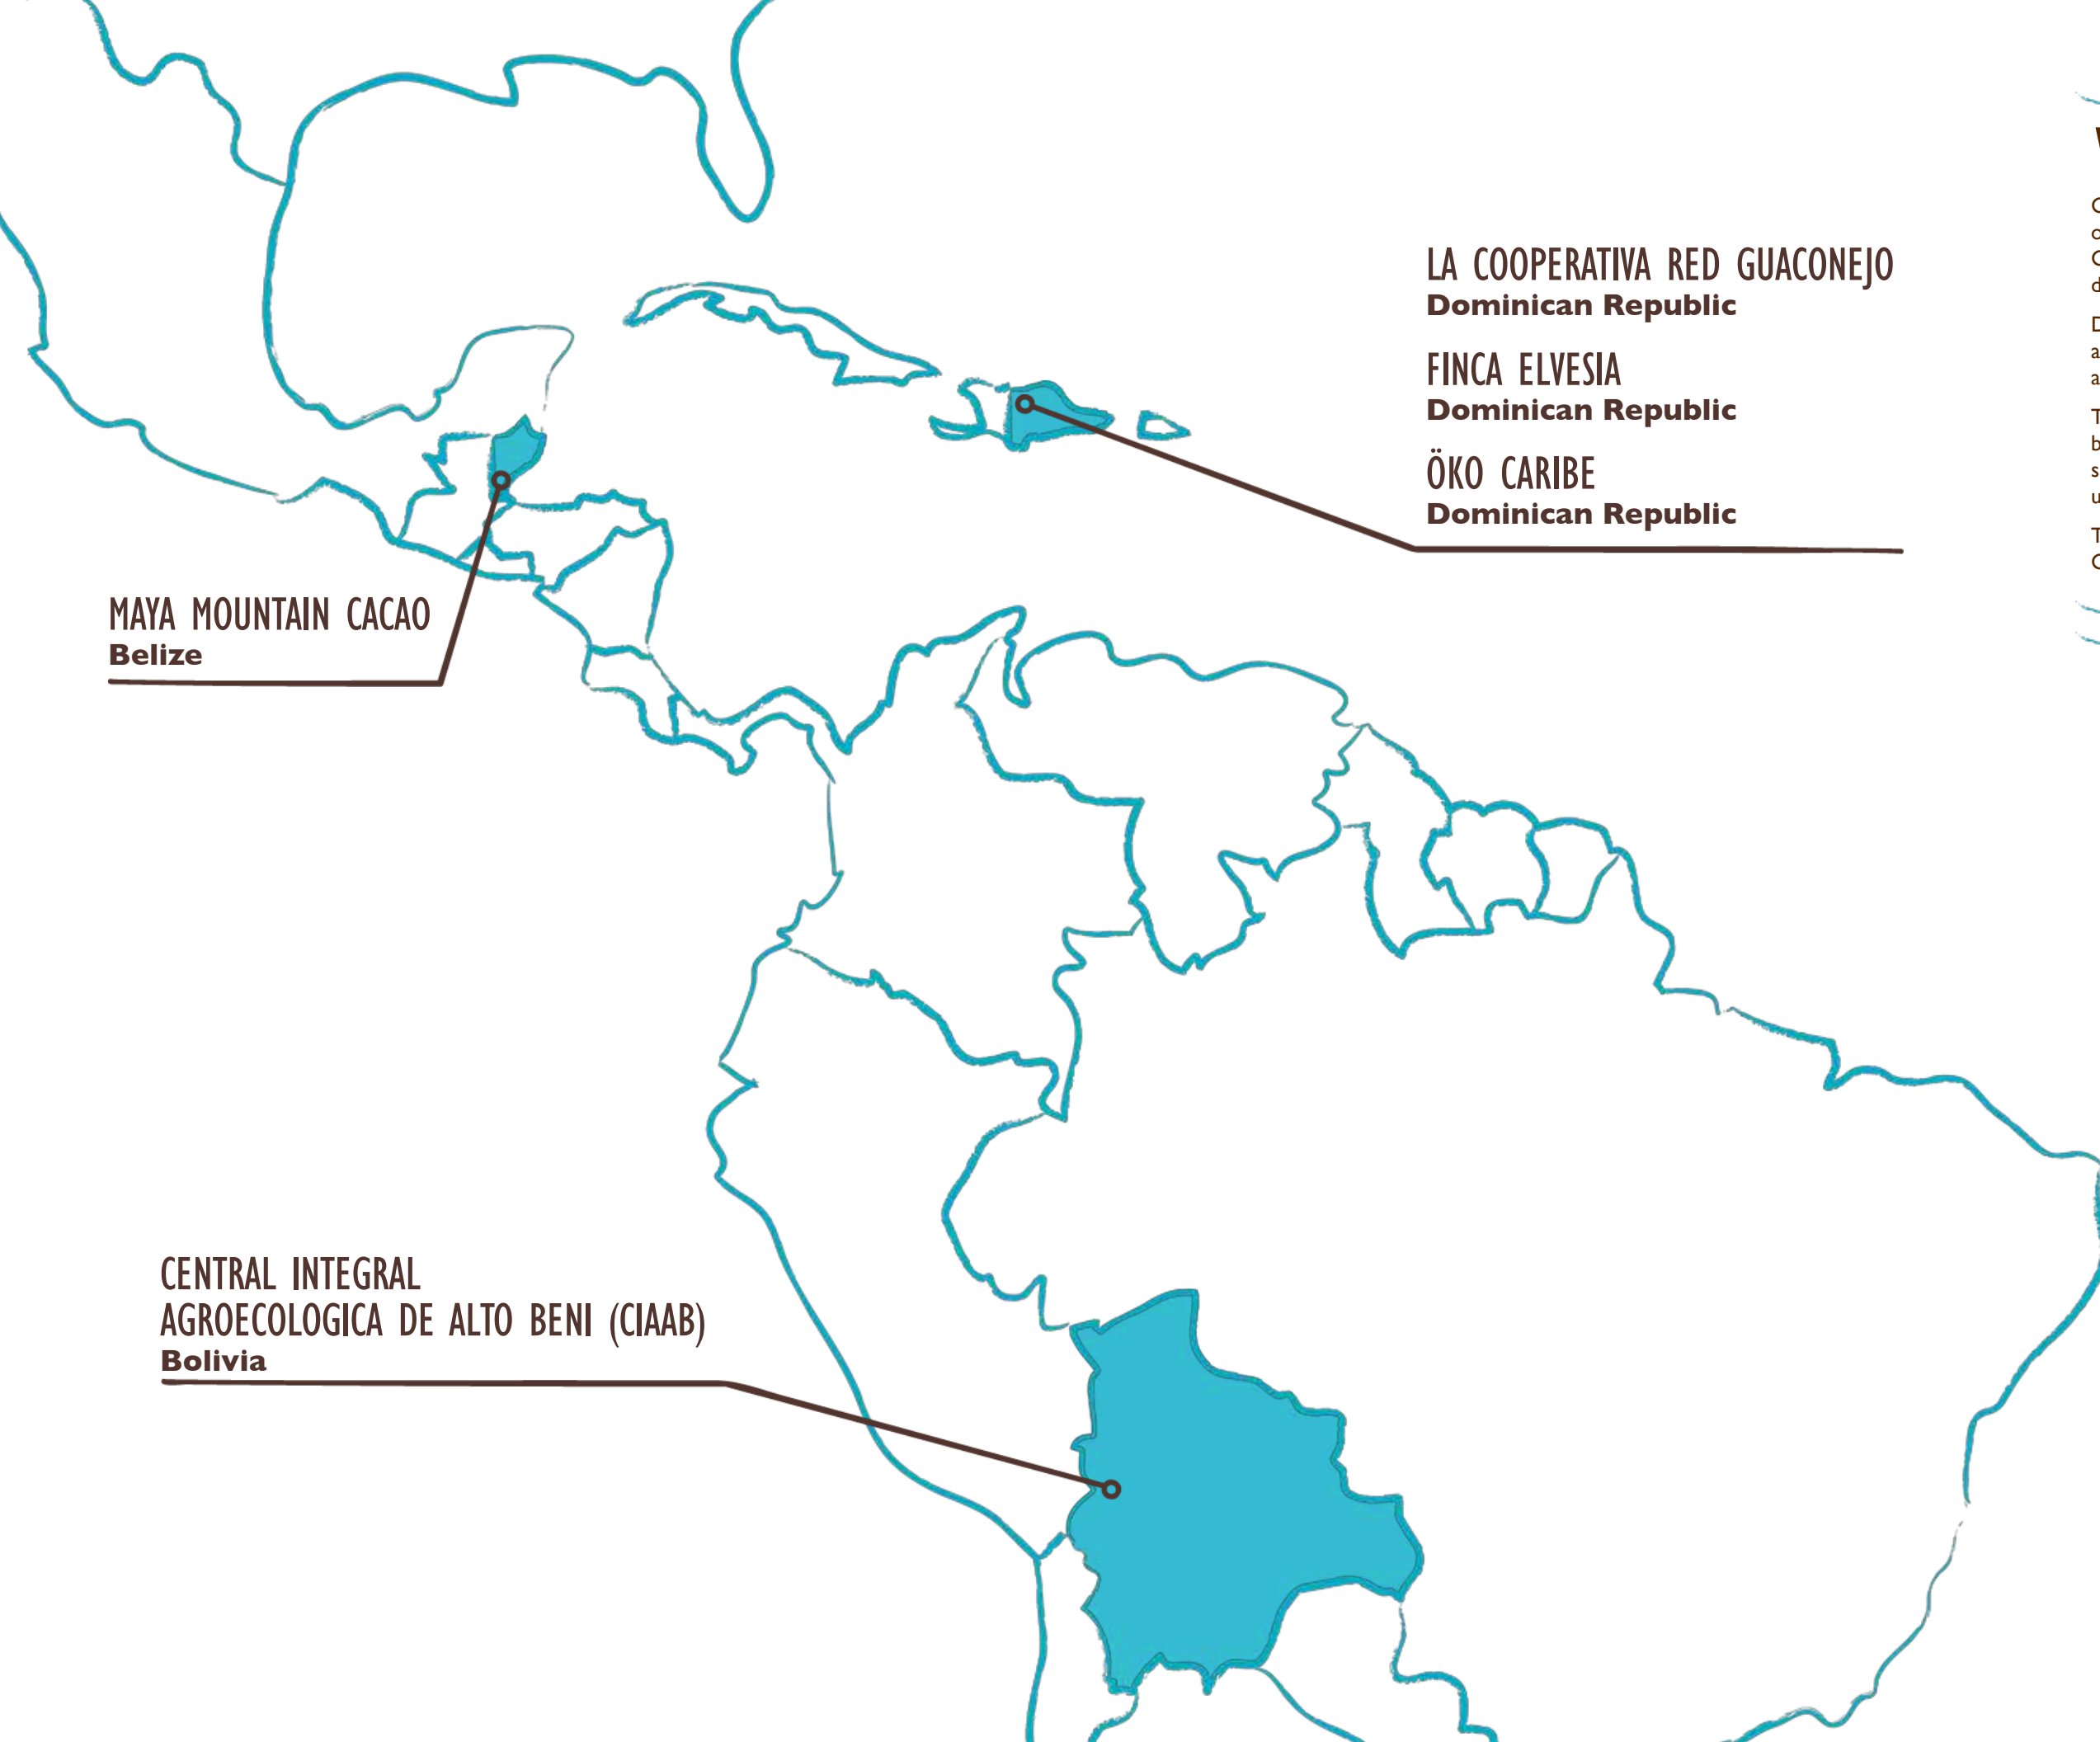 LA COOPERATIVA RED GUACONEJO
Dominican Republic
FINCA ELVESIA
Dominican Republic
ÖKO CARIBE
Dominican Republic
MAYA MOUNTAIN CACAO
Belize
CENTRAL INTEGRAL
AGROECOLOGICA DE ALTO BENI (CIAAB)
Bolivia